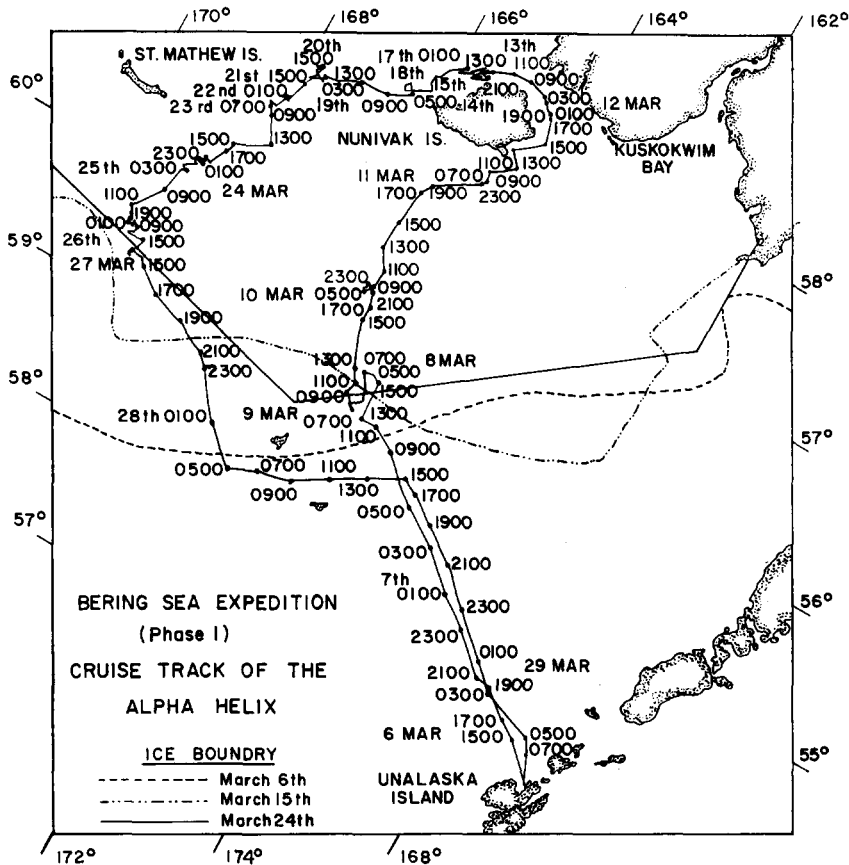 170° 168° 166° 164° 162°
ST. MATHEW IS.
20th
1500
17th 0100
13th
1300 1100
21st 1500 1300
18th
0900
60°
22nd 0100 0300
15th 2100
0300
12 MAR
23rd 0700
19th
0900
0500 14th
1900 0100
0900
1700
NUNIVAK IS.
1500
1300
1500
KUSKOKWIM
BAY
2300
1700
1100 1300
25th 0300
0100
11 MAR
0700
0900
24 MAR
1100
0900
1700 1900
2300
1900
0100 0900
1500
59°
26th
1500
1300
27 MAR 1500
1100
58°
2300
10 MAR
0500 0900
1700
1700 2100
1500
1900
2100
1300
0700
8 MAR
2300
1100
0500
0900
1500
58°
9 MAR
28th 0100
0700
1300
1100
57°
0500
0700
1100
0900
1500
0900
1300
1700
0500
1900
57°
0300
2100
7th
0100
2300
56°
BERING SEA EXPEDITION
(Phase I)
2300
0100
CRUISE TRACK OF THE
29 MAR
2100
1900
0300
ALPHA HELIX
6 MAR
1700
0500
1500
0700
55°
ICE BOUNDRY
March 6th
March 15th
March 24th
UNALASKA
ISLAND
172° 174° 168°